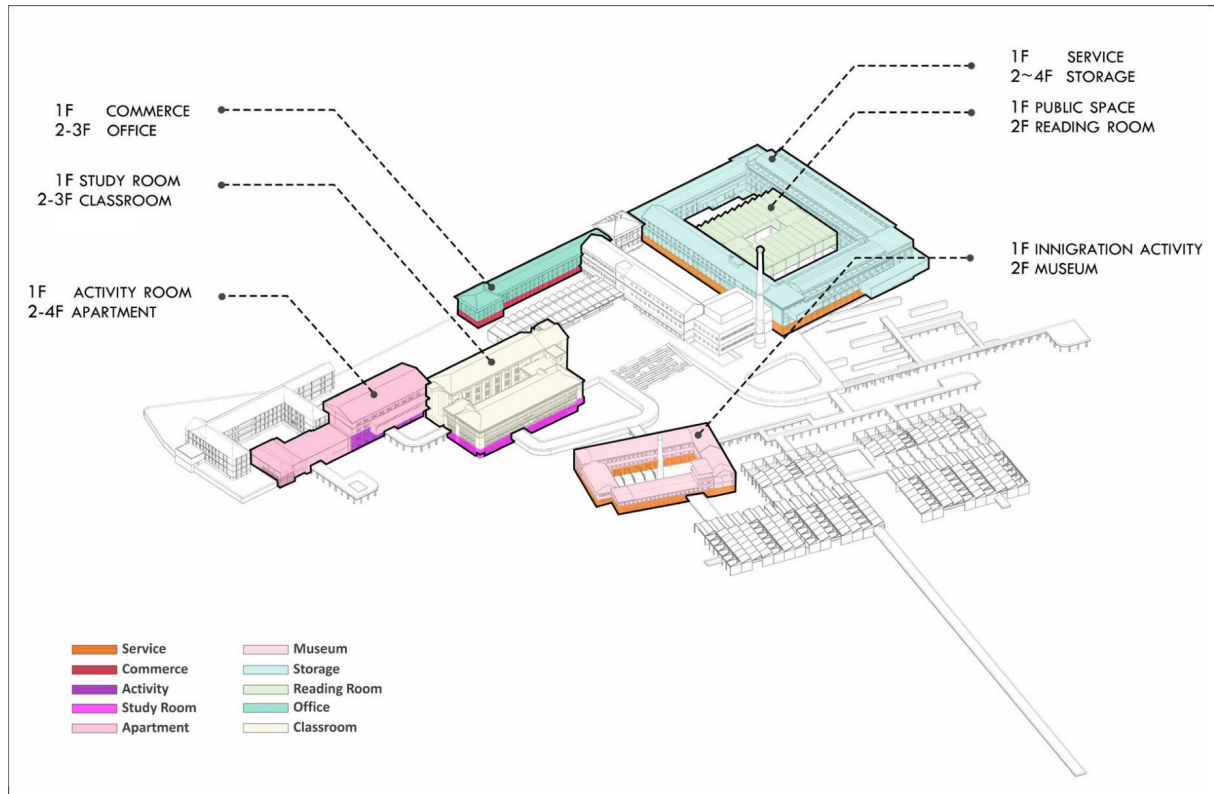 1F COMMERCE
2-3F OFFICE
1F STUDY ROOM
2-3F CLASSROOM
1F ACTIVITY ROOM
2-4F APARTMENT
1F SERVICE
2~4F STORAGE
1F PUBLIC SPACE
2F READING ROOM
1F INNIGRATION ACTIVITY
2F MUSEUM
Service
Commerce
Activity
Study Room
Apartment
Museum
Storage
Reading Room
Office
Classroom